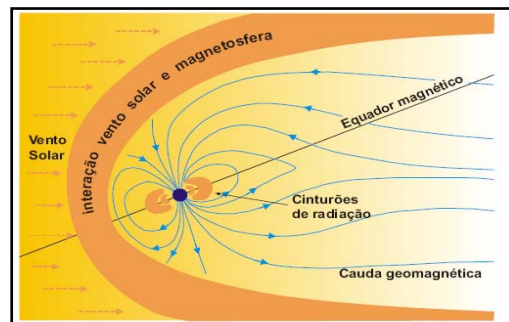 interação vento solar e magnetosfera
Equador magnético
Vento
Solar
Cinturões
de radiação
Cauda geomagnética